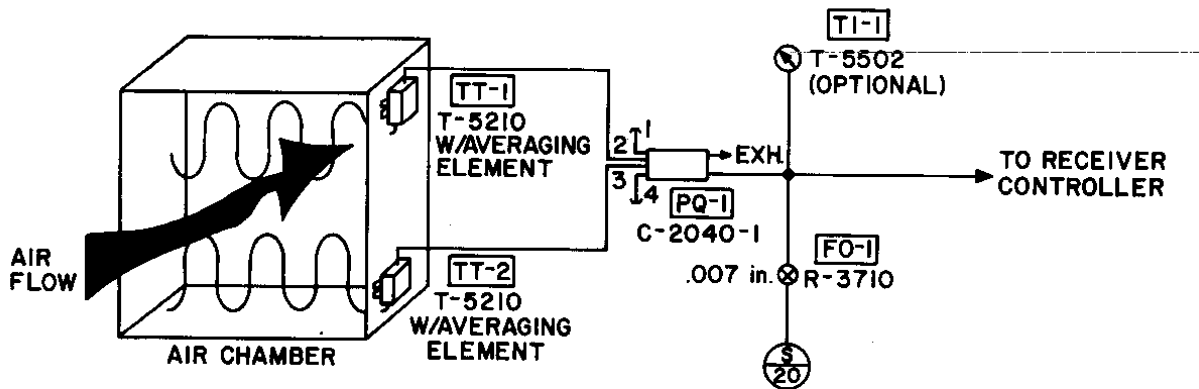 TI-1
T-5502
(OPTIONAL)
TT-1
T-5210
W/AVERAGING
ELEMENT
1
2
3
4
EXH.
PQ-1
C-2040-1
TO RECEIVER
CONTROLLER
AIR
FLOW
TT-2
T-5210
W/AVERAGING
ELEMENT
AIR CHAMBER
FO-1
.007 in.
R-3710
S
20